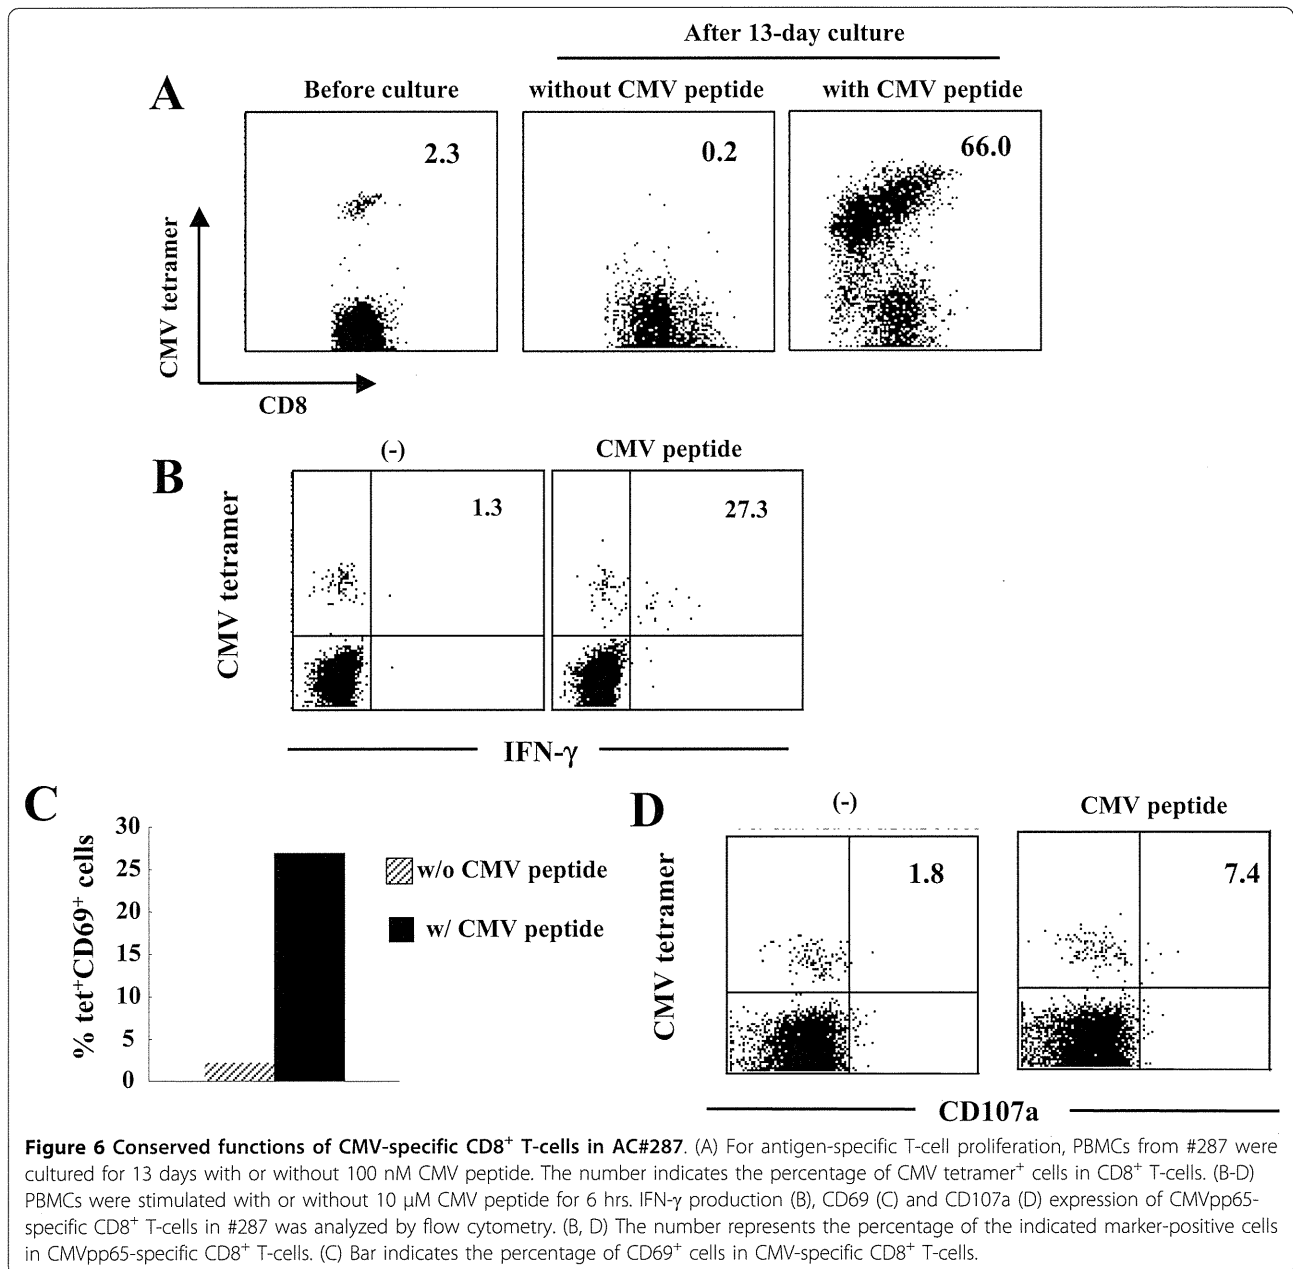 After 13-day culture
A
Before culture
without CMV peptide
with CMV peptide
2.3
0.2
66.0
CMV tetramer
CD8
B
(-)
CMV peptide
1.3
27.3
CMV tetramer
IFN-γ
C
% tet⁺CD69⁺ cells
30
25
20
15
10
5
0
w/o CMV peptide
w/ CMV peptide
D
(-)
CMV peptide
1.8
7.4
CMV tetramer
CD107a
Figure 6 Conserved functions of CMV-specific CD8⁺ T-cells in AC#287. (A) For antigen-specific T-cell proliferation, PBMCs from #287 were
cultured for 13 days with or without 100 nM CMV peptide. The number indicates the percentage of CMV tetramer⁺ cells in CD8⁺ T-cells. (B-D)
PBMCs were stimulated with or without 10 μM CMV peptide for 6 hrs. IFN-γ production (B), CD69 (C) and CD107a (D) expression of CMVpp65-
specific CD8⁺ T-cells in #287 was analyzed by flow cytometry. (B, D) The number represents the percentage of the indicated marker-positive cells
in CMVpp65-specific CD8⁺ T-cells. (C) Bar indicates the percentage of CD69⁺ cells in CMV-specific CD8⁺ T-cells.